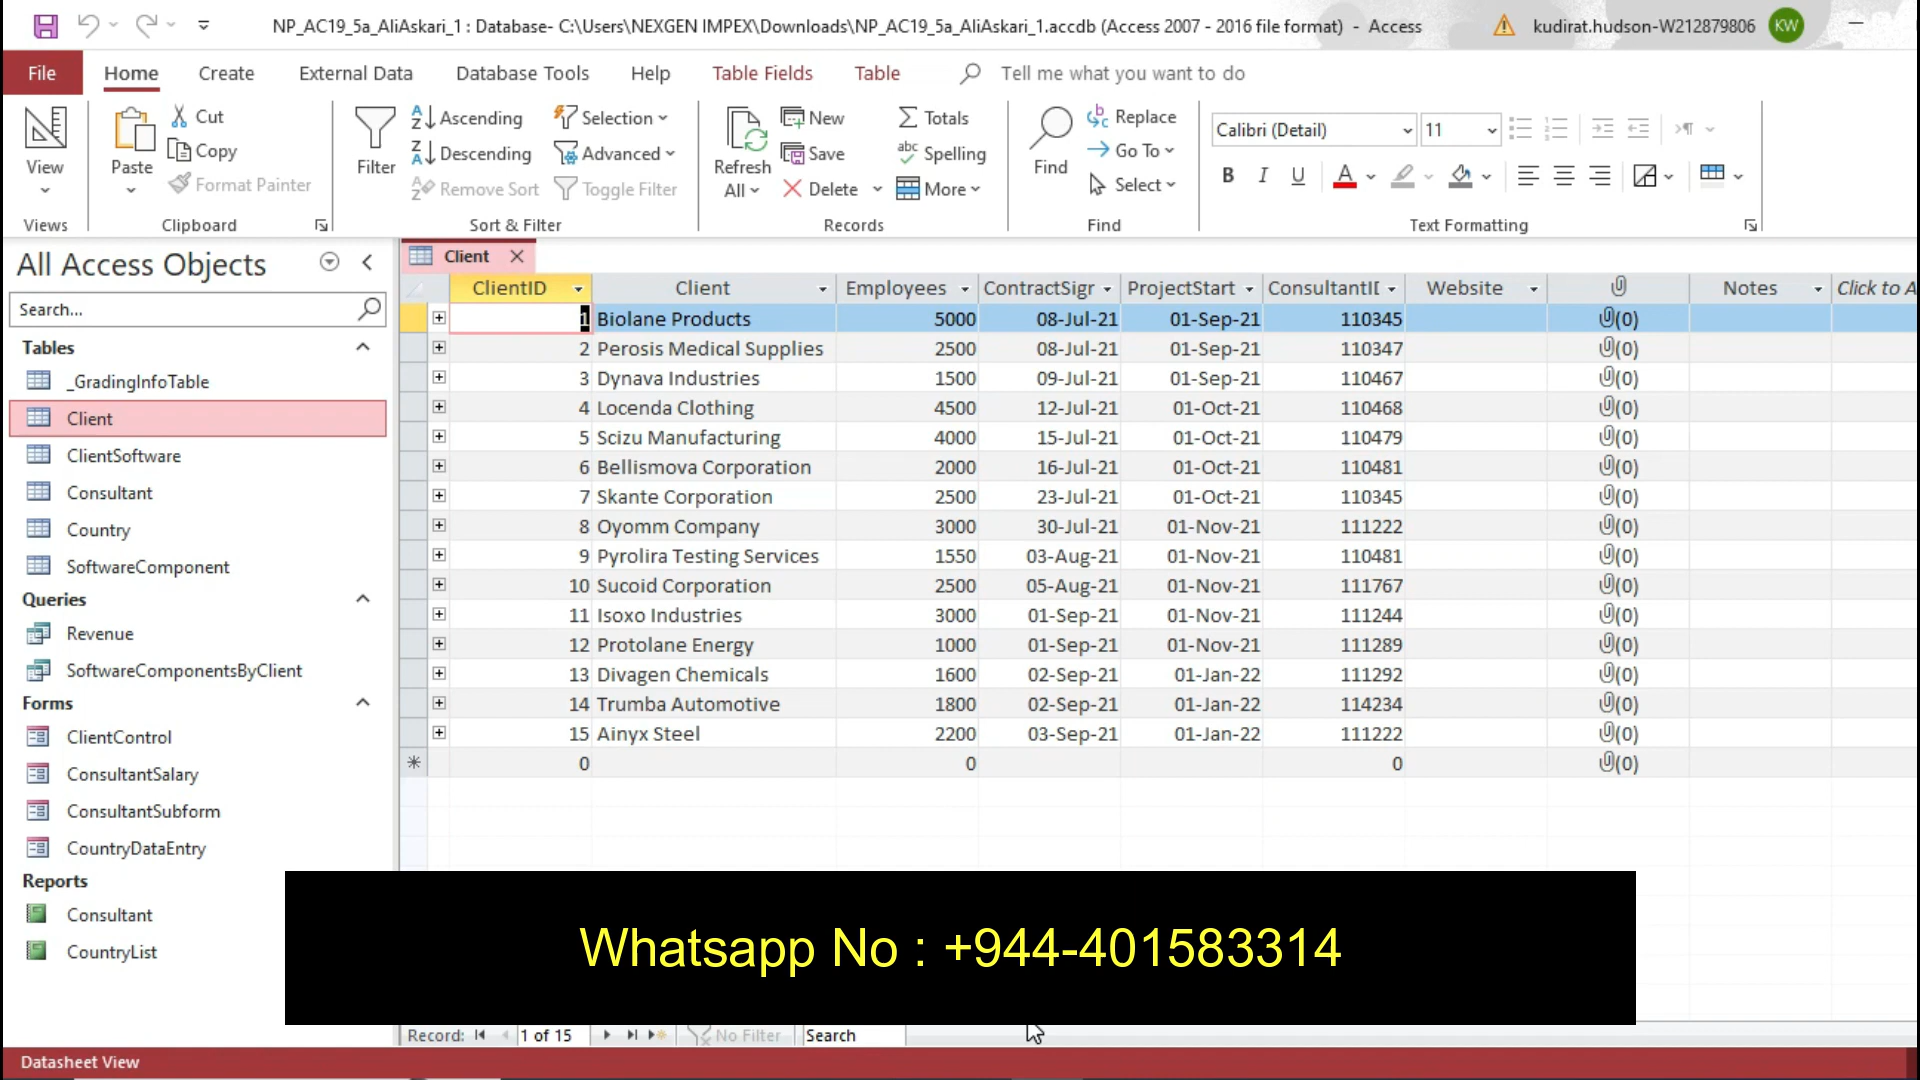 NP_AC19_5a_AliAskari_1 : Database- C:\Users\NEXGEN IMPEX\Downloads\NP_AC19_5a_AliAskari_1.accdb (Access 2007 - 2016 file format) - Access
kudirat.hudson-W212879806 KW
File Home Create External Data Database Tools Help Table Fields Table Tell me what you want to do
View
Views
Paste
Cut
Copy
Format Painter
Clipboard
Filter
Ascending
Descending
Remove Sort
Selection
Advanced
Toggle Filter
Sort & Filter
Refresh
All
New
Save
Delete
Totals
Spelling
More
Records
Find
Replace
Go To
Select
Find
Calibri (Detail) 11
B I U A
Text Formatting
All Access Objects
Search...
Tables
_GradingInfoTable
Client
ClientSoftware
Consultant
Country
SoftwareComponent
Queries
Revenue
SoftwareComponentsByClient
Forms
ClientControl
ConsultantSalary
ConsultantSubform
CountryDataEntry
Reports
Consultant
CountryList
Client
ClientID Client Employees ContractSigr ProjectStart ConsultantID Website Notes Click to A
1 Biolane Products 5000 08-Jul-21 01-Sep-21 110345 (0)
2 Perosis Medical Supplies 2500 08-Jul-21 01-Sep-21 110347 (0)
3 Dynava Industries 1500 09-Jul-21 01-Sep-21 110467 (0)
4 Locenda Clothing 4500 12-Jul-21 01-Oct-21 110468 (0)
5 Scizu Manufacturing 4000 15-Jul-21 01-Oct-21 110479 (0)
6 Bellismova Corporation 2000 16-Jul-21 01-Oct-21 110481 (0)
7 Skante Corporation 2500 23-Jul-21 01-Oct-21 110345 (0)
8 Oyomm Company 3000 30-Jul-21 01-Nov-21 111222 (0)
9 Pyrolira Testing Services 1550 03-Aug-21 01-Nov-21 110481 (0)
10 Sucoid Corporation 2500 05-Aug-21 01-Nov-21 111767 (0)
11 Isoxo Industries 3000 01-Sep-21 01-Nov-21 111244 (0)
12 Protolane Energy 1000 01-Sep-21 01-Nov-21 111289 (0)
13 Divagen Chemicals 1600 02-Sep-21 01-Jan-22 111292 (0)
14 Trumba Automotive 1800 02-Sep-21 01-Jan-22 114234 (0)
15 Ainyx Steel 2200 03-Sep-21 01-Jan-22 111222 (0)
0 0 0 (0)
Whatsapp No : +944-401583314
Record: 1 of 15 No Filter Search
Datasheet View